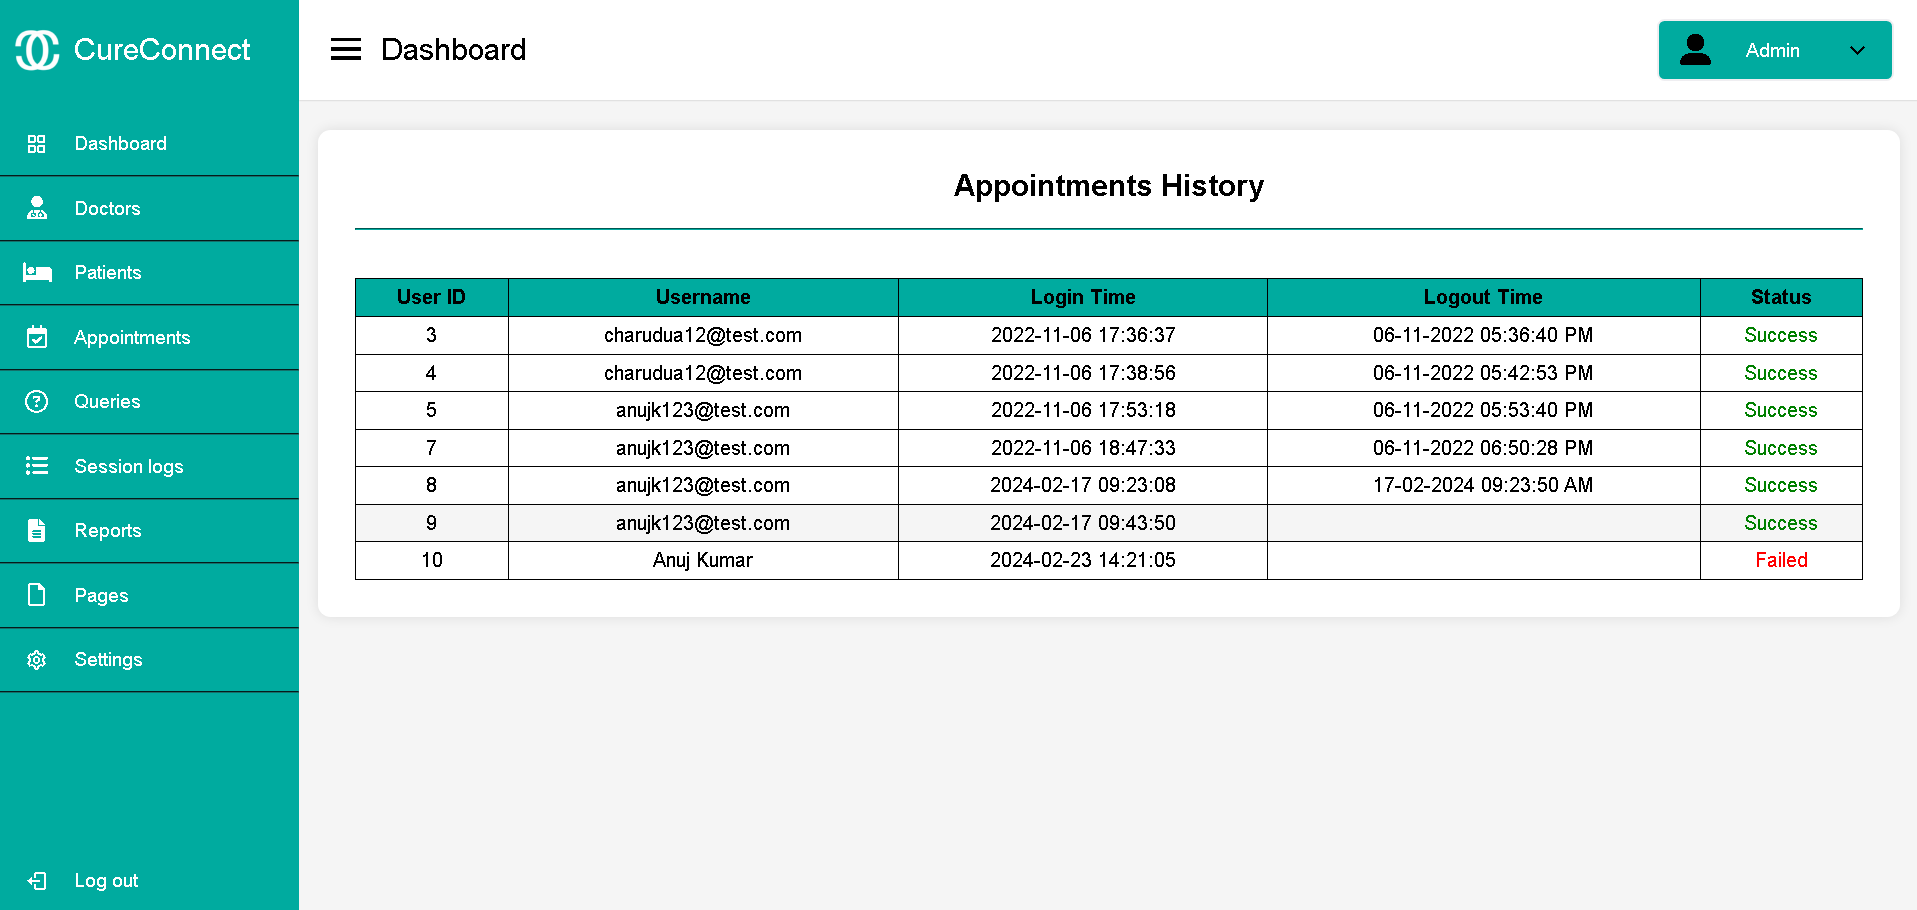 CureConnect
Dashboard
Admin
Dashboard
Doctors
Patients
Appointments
Queries
Session logs
Reports
Pages
Settings
Log out
Appointments History
User ID Username Login Time Logout Time Status
3 charudua12@test.com 2022-11-06 17:36:37 06-11-2022 05:36:40 PM Success
4 charudua12@test.com 2022-11-06 17:38:56 06-11-2022 05:42:53 PM Success
5 anujk123@test.com 2022-11-06 17:53:18 06-11-2022 05:53:40 PM Success
7 anujk123@test.com 2022-11-06 18:47:33 06-11-2022 06:50:28 PM Success
8 anujk123@test.com 2024-02-17 09:23:08 17-02-2024 09:23:50 AM Success
9 anujk123@test.com 2024-02-17 09:43:50 Success
10 Anuj Kumar 2024-02-23 14:21:05 Failed